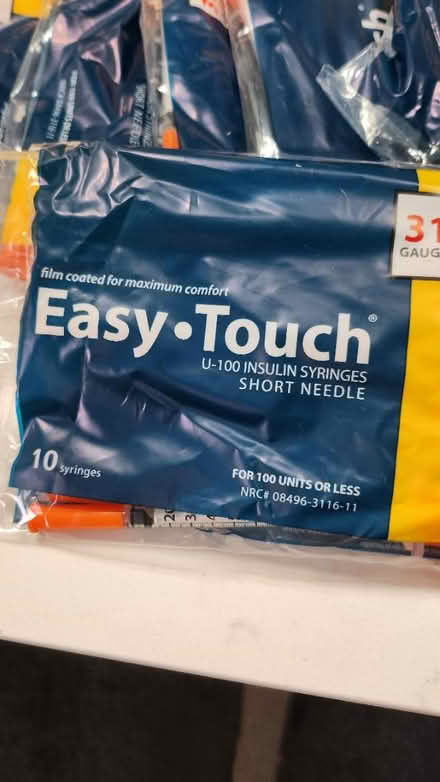 31
GAUG
film coated for maximum comfort
Easy•Touch®
U-100 INSULIN SYRINGES
SHORT NEEDLE
10 syringes
FOR 100 UNITS OR LESS
NRC# 08496-3116-11